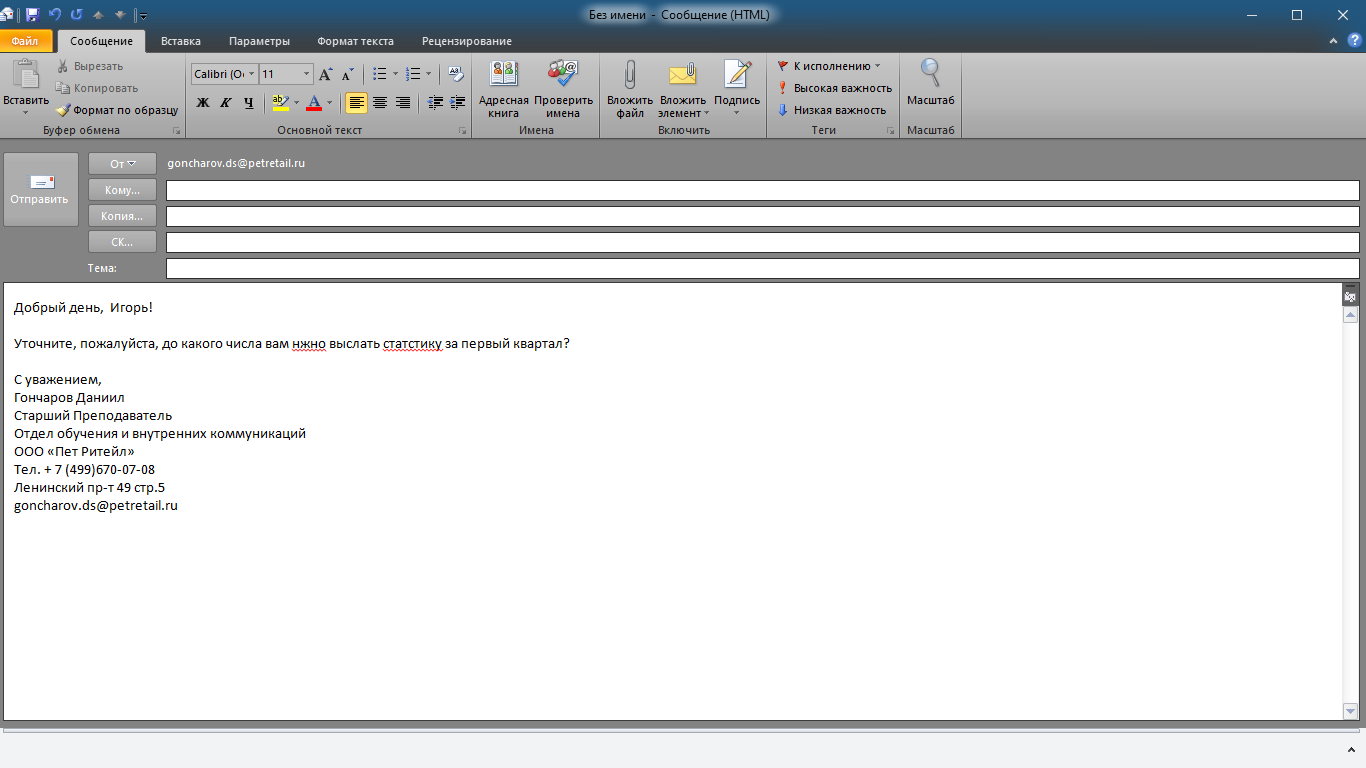 Без имени - Сообщение (HTML)
Файл Сообщение Вставка Параметры Формат текста Рецензирование
Вставить
Вырезать
Копировать
Формат по образцу
Буфер обмена
Calibri (О 11
Ж К Ч
Основной текст
Адресная книга
Проверить имена
Имена
Вложить файл
Вложить элемент
Подпись
Включить
К исполнению
Высокая важность
Низкая важность
Теги
Масштаб
Масштаб
Отправить
От goncharov.ds@petretail.ru
Кому...
Копия...
СК...
Тема:
Добрый день, Игорь!
Уточните, пожалуйста, до какого числа вам нжно выслать статстику за первый квартал?
С уважением,
Гончаров Даниил
Старший Преподаватель
Отдел обучения и внутренних коммуникаций
ООО «Пет Ритейл»
Тел. + 7 (499)670-07-08
Ленинский пр-т 49 стр.5
goncharov.ds@petretail.ru